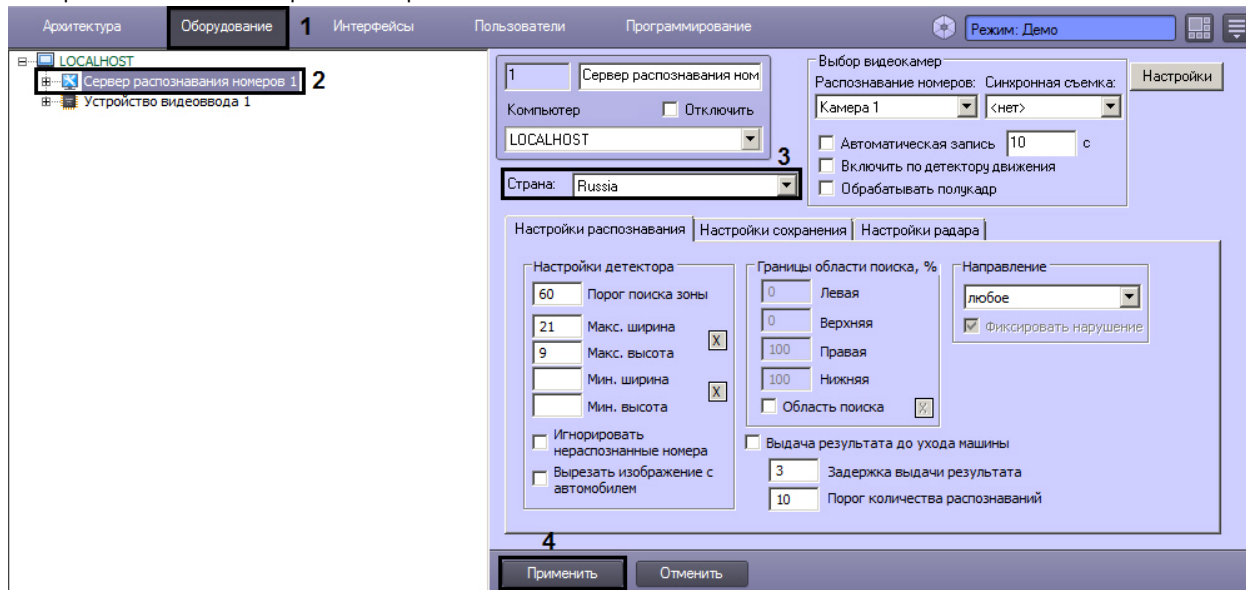 Архитектура Оборудование 1 Интерфейсы Пользователи Программирование Режим: Демо
LOCALHOST
Сервер распознавания номеров 1 2
Устройство видеоввода 1
1 Сервер распознавания ном
Компьютер Отключить
LOCALHOST
3
Страна: Russia
Выбор видеокамер
Распознавание номеров: Синхронная съемка:
Камера 1 <нет>
Автоматическая запись 10 с
Включить по детектору движения
Обрабатывать полукадр
Настройки
Настройки распознавания Настройки сохранения Настройки радара
Настройки детектора
60 Порог поиска зоны
21 Макс. ширина
9 Макс. высота
X
Мин. ширина
Мин. высота
X
Игнорировать
нераспознанные номера
Вырезать изображение с
автомобилем
Границы области поиска, %
0 Левая
0 Верхняя
100 Правая
100 Нижняя
Область поиска X
Направление
любое
Фиксировать нарушение
Выдача результата до ухода машины
3 Задержка выдачи результата
10 Порог количества распознаваний
4
Применить Отменить